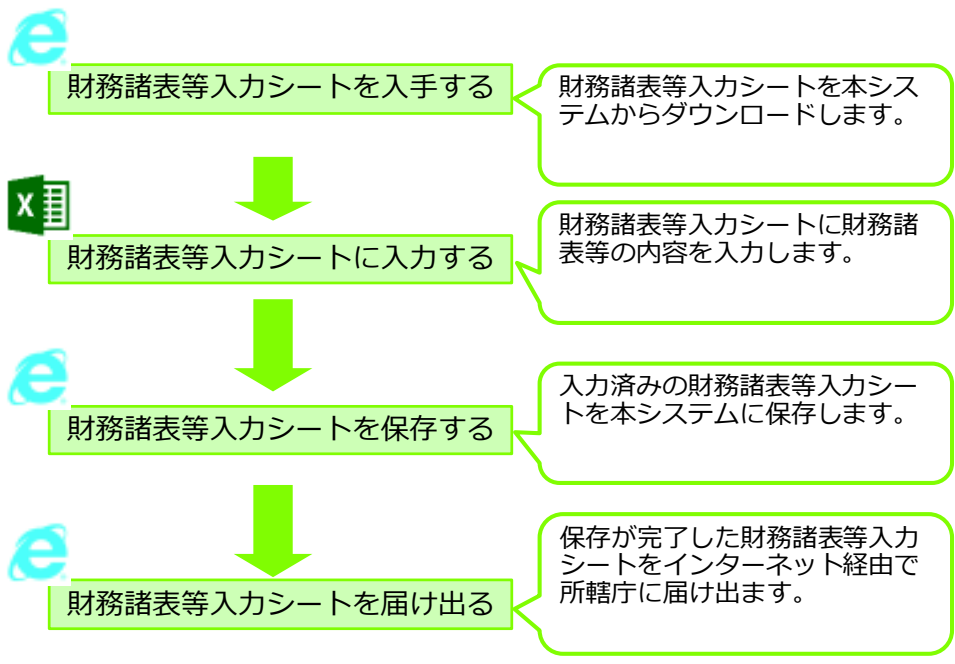 財務諸表等入力シートを入手する
財務諸表等入力シートを本シス
テムからダウンロードします。
財務諸表等入力シートに入力する
財務諸表等入力シートに財務諸
表等の内容を入力します。
財務諸表等入力シートを保存する
入力済みの財務諸表等入力シー
トを本システムに保存します。
財務諸表等入力シートを届け出る
保存が完了した財務諸表等入力
シートをインターネット経由で
所轄庁に届け出ます。